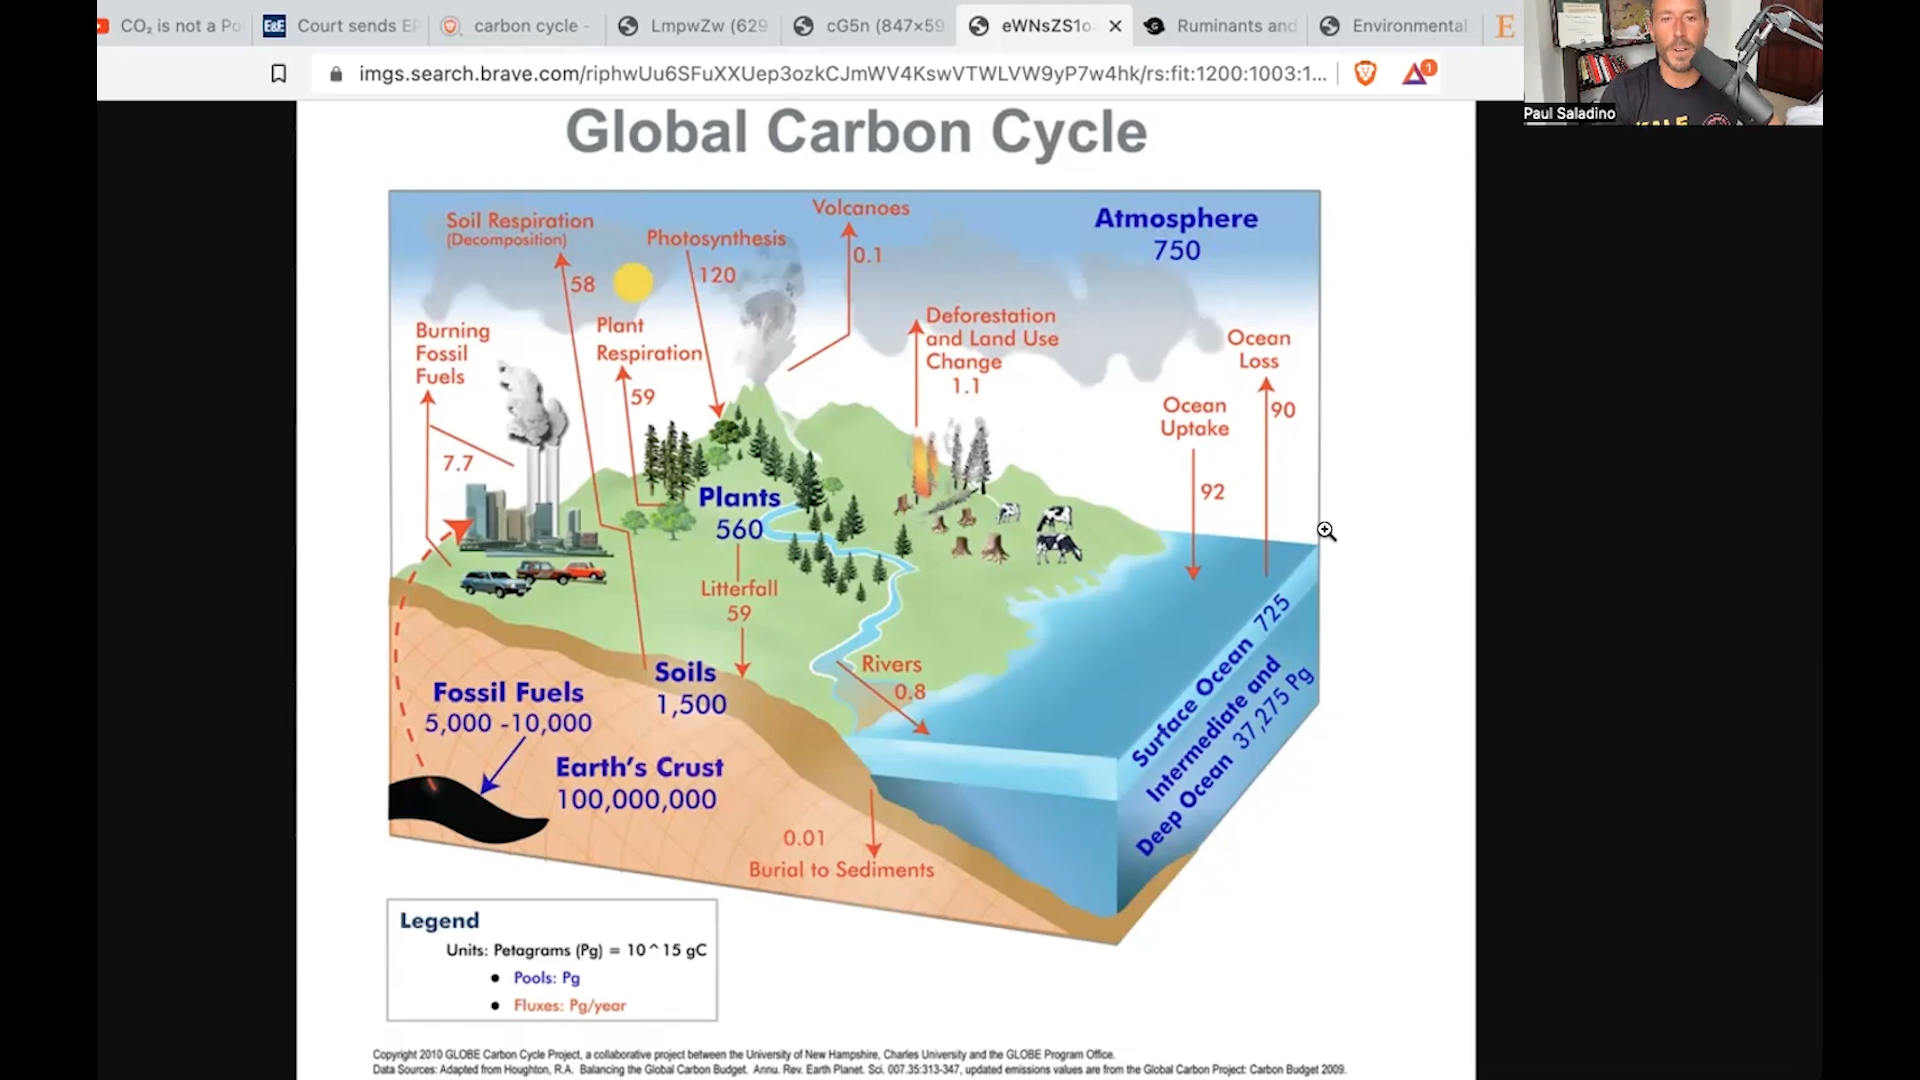 CO₂ is not a Po
E&E
Court sends EP
carbon cycle -
LmpwZw (629
cG5n (847×59
eWNsZS1o
Ruminants and
Environmental
E
imgs.search.brave.com/riphwUu6SFuXXUep3ozkCJmWV4KswVTWLVW9yP7w4hk/rs:fit:1200:1003:1...
1
Paul Saladino
Global Carbon Cycle
Volcanoes
0.1
Atmosphere
750
Soil Respiration
(Decomposition)
58
Photosynthesis
120
Burning
Fossil
Fuels
7.7
Plant
Respiration
59
Deforestation
and Land Use
Change
1.1
Ocean
Loss
90
Ocean
Uptake
92
Plants
560
Litterfall
59
Soils
1,500
Rivers
0.8
Fossil Fuels
5,000 -10,000
Earth's Crust
100,000,000
Surface Ocean 725
Intermediate and
Deep Ocean 37,275 Pg
0.01
Burial to Sediments
Legend
Units: Petagrams (Pg) = 10^15 gC
• Pools: Pg
• Fluxes: Pg/year
Copyright 2010 GLOBE Carbon Cycle Project, a collaborative project between the University of New Hampshire, Charles University and the GLOBE Program Office.
Data Sources: Adapted from Houghton, R.A. Balancing the Global Carbon Budget. Annu. Rev. Earth Planet. Sci. 007.35:313-347, updated emissions values are from the Global Carbon Project: Carbon Budget 2009.